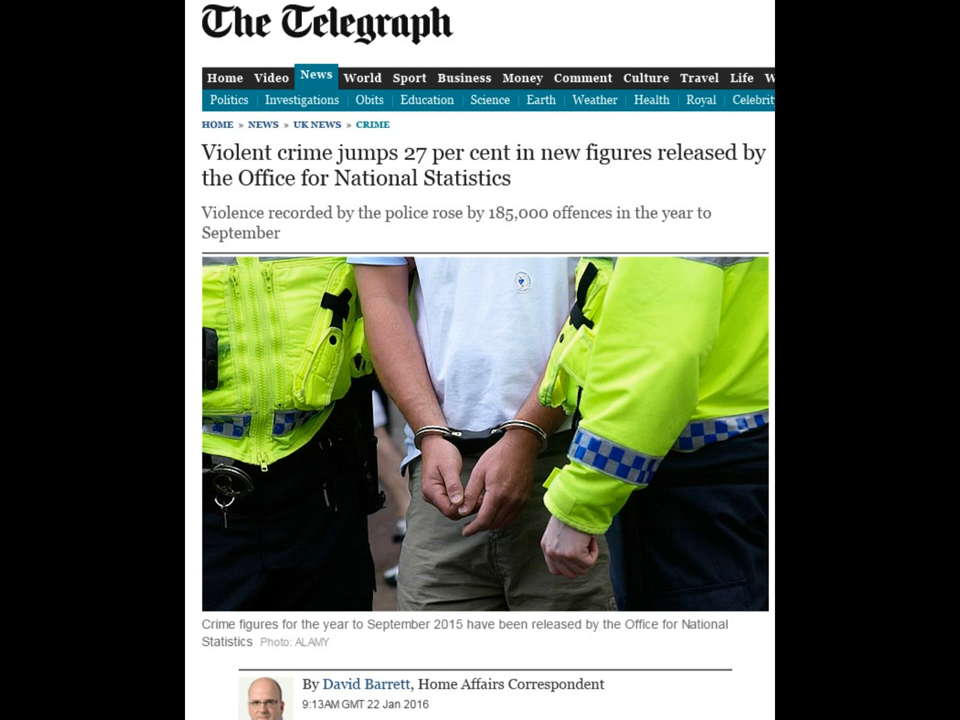 The Telegraph
Home Video News World Sport Business Money Comment Culture Travel Life W
Politics Investigations Obits Education Science Earth Weather Health Royal Celebrit
HOME » NEWS » UK NEWS » CRIME
Violent crime jumps 27 per cent in new figures released by
the Office for National Statistics
Violence recorded by the police rose by 185,000 offences in the year to
September
Crime figures for the year to September 2015 have been released by the Office for National
Statistics Photo: ALAMY
By David Barrett, Home Affairs Correspondent
9:13AM GMT 22 Jan 2016